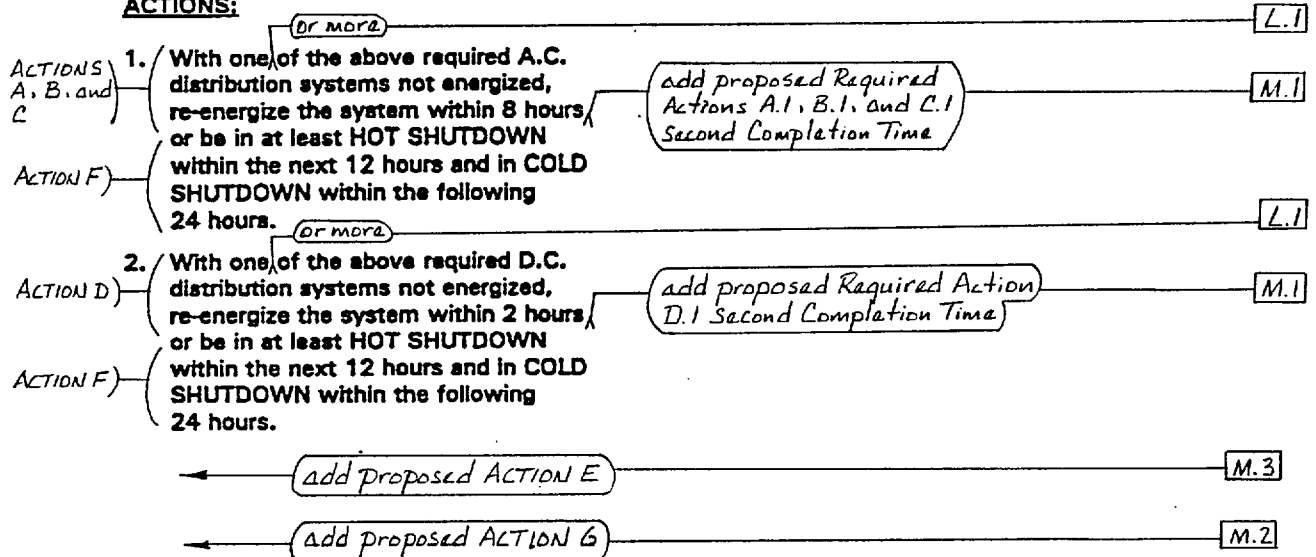 ACTIONS:
or more
L.1
ACTIONS A, B, and C
1. With one of the above required A.C.
distribution systems not energized,
re-energize the system within 8 hours
or be in at least HOT SHUTDOWN
within the next 12 hours and in COLD
SHUTDOWN within the following
24 hours.
add proposed Required
Actions A.1, B.1, and C.1
Second Completion Time
M.1
ACTION F
or more
L.1
2. With one of the above required D.C.
distribution systems not energized,
re-energize the system within 2 hours
or be in at least HOT SHUTDOWN
within the next 12 hours and in COLD
SHUTDOWN within the following
24 hours.
ACTION D
add proposed Required Action
D.1 Second Completion Time
M.1
ACTION F
add proposed ACTION E
M.3
add proposed ACTION G
M.2